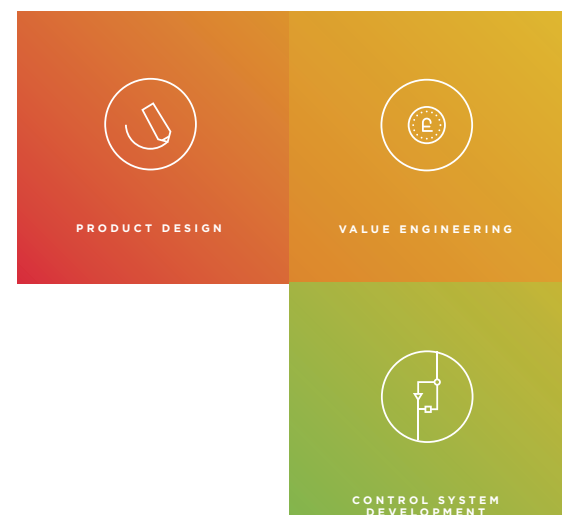 PRODUCT DESIGN
VALUE ENGINEERING
£
CONTROL SYSTEM
DEVELOPMENT